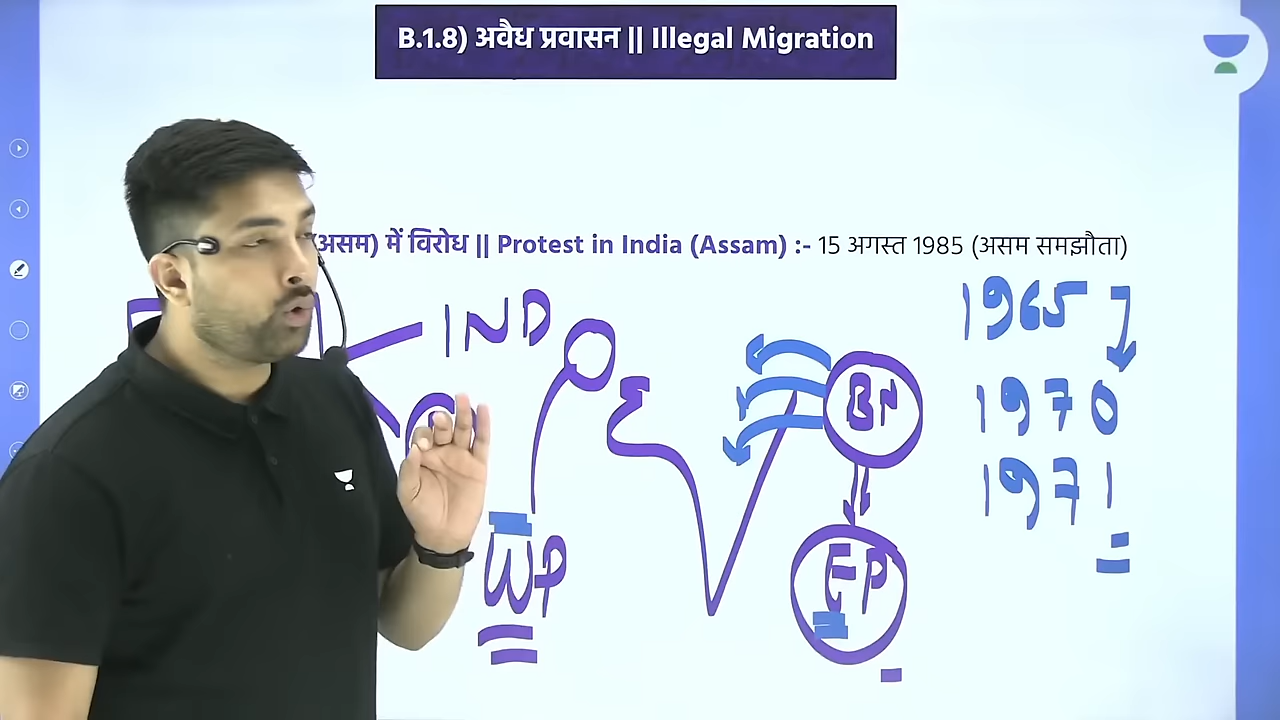 B.1.8) अवैध प्रवासन || Illegal Migration
(असम) में विरोध || Protest in India (Assam) :- 15 अगस्त 1985 (असम समझौता)
IND
1965
1970
1971
WP
EP